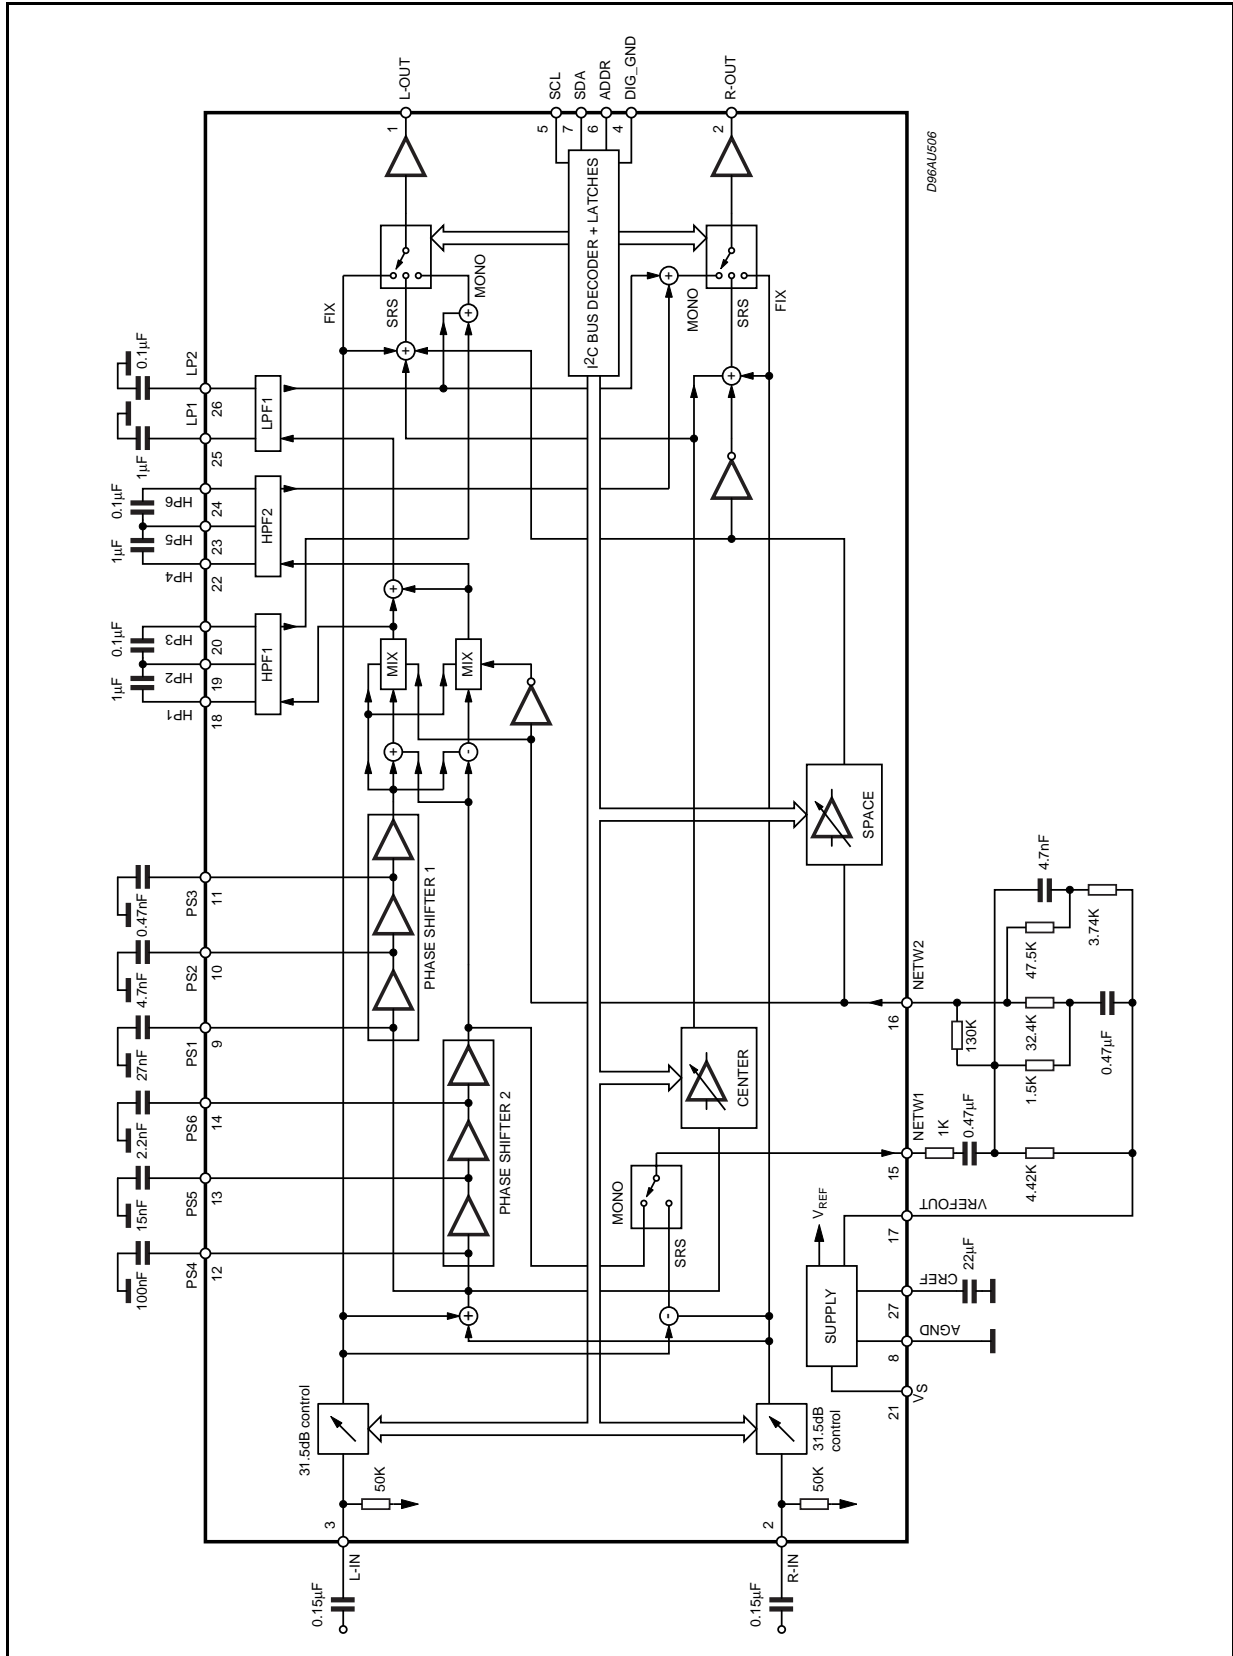 0.15µF
L-IN
3
50K
31.5dB control
100nF
PS4
12
15nF
PS5
13
2.2nF
PS6
14
27nF
PS1
9
4.7nF
PS2
10
0.47nF
PS3
11
PHASE SHIFTER 2
PHASE SHIFTER 1
+
+
-
MIX
MIX
+
1µF
0.1µF
HP1
HP2
HP3
18
19
20
HPF1
1µF
0.1µF
HP4
HP5
HP6
22
23
24
HPF2
1µF
LP1
0.1µF
LP2
25
26
LPF1
FIX
SRS
MONO
+
+
1
L-OUT
I2C BUS DECODER + LATCHES
5
7
6
4
SCL
SDA
ADDR
DIG_GND
MONO
SRS
FIX
+
+
2
R-OUT
0.15µF
R-IN
2
50K
31.5dB
control
-
MONO
SRS
CENTER
SPACE
SUPPLY
VREF
21
VS
8
AGND
27
CREF
22µF
17
VREFOUT
15
NETW1
1K
0.47µF
4.42K
16
NETW2
130K
1.5K
32.4K
0.47µF
47.5K
4.7nF
3.74K
D96AU506